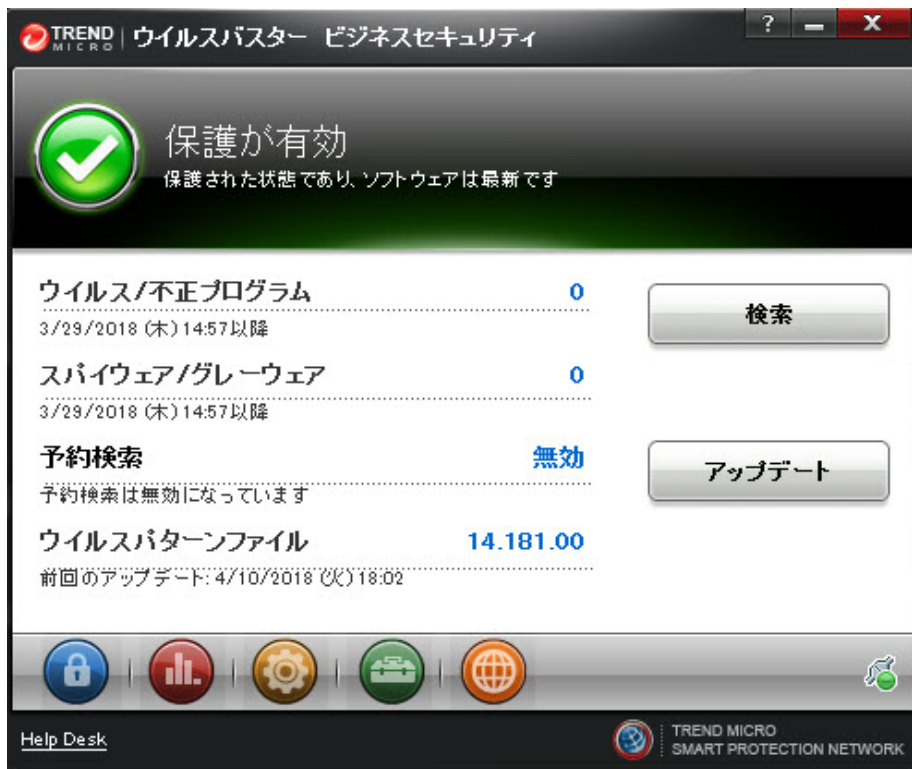 TREND MICRO | ウイルスバスター ビジネスセキュリティ
?
保護が有効
保護された状態であり、ソフトウェアは最新です
ウイルス/不正プログラム 0
3/29/2018 (木) 14:57以降
検索
スパイウェア/グレーウェア 0
3/29/2018 (木) 14:57以降
予約検索 無効
予約検索は無効になっています
アップデート
ウイルスパターンファイル 14.181.00
前回のアップデート: 4/10/2018 (火) 18:02
Help Desk
TREND MICRO
SMART PROTECTION NETWORK